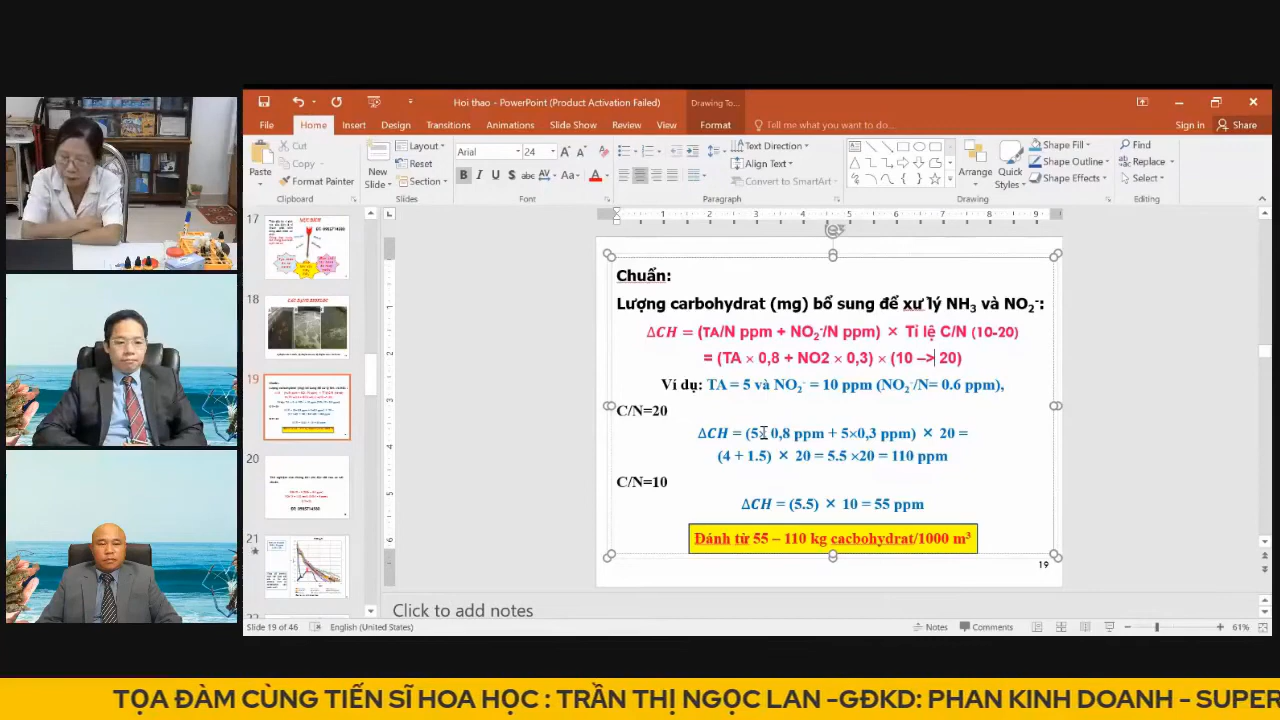 Hoi thao - PowerPoint (Product Activation Failed)
Drawing To...
File Home Insert Design Transitions Animations Slide Show Review View Format Tell me what you want to do... Sign in Share
Paste
Cut
Copy
Format Painter
Clipboard
New Slide
Layout
Reset
Section
Slides
Arial 24
Font
Text Direction
Align Text
Convert to SmartArt
Paragraph
Arrange
Quick Styles
Shape Fill
Shape Outline
Shape Effects
Drawing
Find
Replace
Select
Editing
17
18
19
20
21
Chuẩn:
Lượng carbohydrat (mg) bổ sung để xư lý NH₃ và NO₂⁻:
ΔCH = (TA/N ppm + NO₂⁻/N ppm) × Tỉ lệ C/N (10-20)
= (TA × 0,8 + NO2 × 0,3) × (10 –> 20)
Ví dụ: TA = 5 và NO₂⁻ = 10 ppm (NO₂⁻/N= 0.6 ppm),
C/N=20
ΔCH = (5× 0,8 ppm + 5×0,3 ppm) × 20 =
(4 + 1.5) × 20 = 5.5 ×20 = 110 ppm
C/N=10
ΔCH = (5.5) × 10 = 55 ppm
Đánh từ 55 – 110 kg cacbohydrat/1000 m³
19
Click to add notes
Slide 19 of 46 English (United States) Notes Comments 61%
TỌA ĐÀM CÙNG TIẾN SĨ HOA HỌC : TRẦN THỊ NGỌC LAN -GĐKD: PHAN KINH DOANH - SUPER